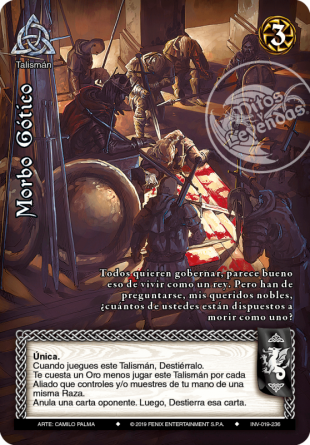 Talismán
3
Mitos y
Leyendas
Morbo Gótico
Todos quieren gobernar, parece bueno
eso de vivir como un rey. Pero han de
preguntarse, mis queridos nobles,
¿cuántos de ustedes están dispuestos a
morir como uno?
Única.
Cuando juegues este Talismán, Destiérralo.
Te cuesta un Oro menos jugar este Talismán por cada
Aliado que controles y/o muestres de tu mano de una
misma Raza.
Anula una carta oponente. Luego, Destierra esa carta.
ARTE: CAMILO PALMA ◆ © 2019 FENIX ENTERTAINMENT S.P.A. ◆ INV-019-236